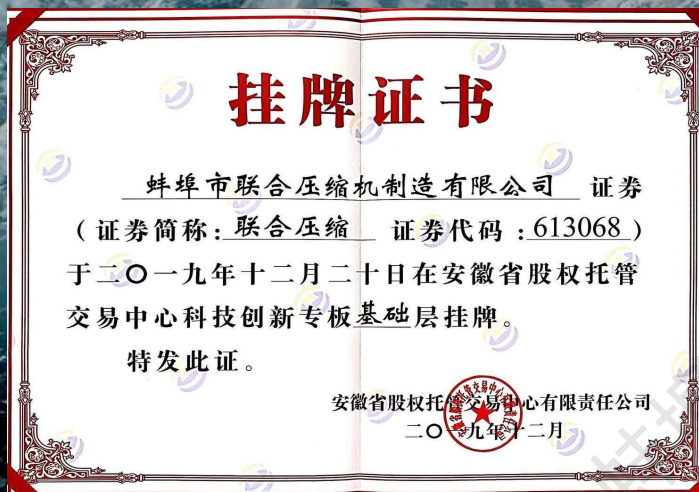 挂牌证书
蚌埠市联合压缩机制造有限公司 证券
（证券简称：联合压缩 证券代码：613068）
于二〇一九年十二月二十日在安徽省股权托管
交易中心科技创新专板基础层挂牌。
特发此证。
安徽省股权托管交易中心有限责任公司
二〇一九年十二月